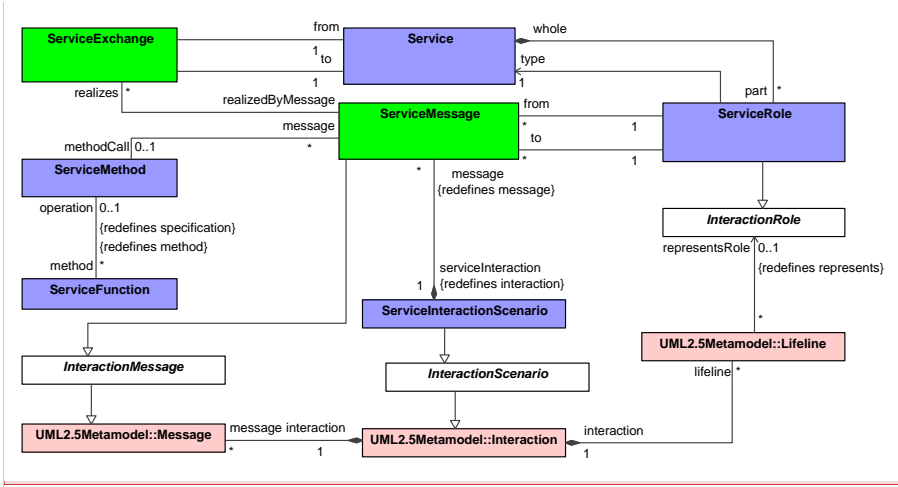 from
ServiceExchange
Service
whole
1
to
type
1
1
realizes *
part *
realizedByMessage
ServiceMessage
from
ServiceRole
message
*
1
methodCall 0..1
*
to
*
1
ServiceMethod
*
message
{redefines message}
operation 0..1
InteractionRole
{redefines specification}
{redefines method}
representsRole 0..1
method *
serviceInteraction
{redefines represents}
1
{redefines interaction}
ServiceFunction
ServiceInteractionScenario
*
UML2.5Metamodel::Lifeline
InteractionMessage
InteractionScenario
lifeline *
UML2.5Metamodel::Message
message interaction
UML2.5Metamodel::Interaction
interaction
*
1
1